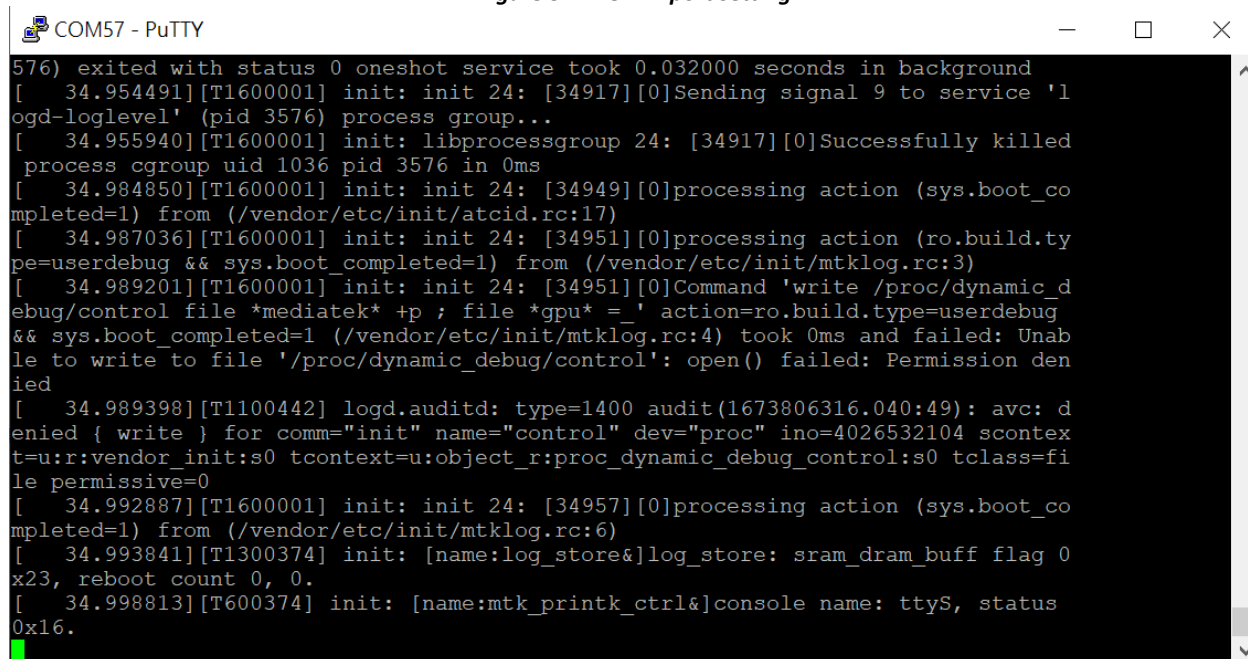 COM57 - PuTTY
576) exited with status 0 oneshot service took 0.032000 seconds in background
[   34.954491][T1600001] init: init 24: [34917][0]Sending signal 9 to service 'l
ogd-loglevel' (pid 3576) process group...
[   34.955940][T1600001] init: libprocessgroup 24: [34917][0]Successfully killed
 process cgroup uid 1036 pid 3576 in 0ms
[   34.984850][T1600001] init: init 24: [34949][0]processing action (sys.boot_co
mpleted=1) from (/vendor/etc/init/atcid.rc:17)
[   34.987036][T1600001] init: init 24: [34951][0]processing action (ro.build.ty
pe=userdebug && sys.boot_completed=1) from (/vendor/etc/init/mtklog.rc:3)
[   34.989201][T1600001] init: init 24: [34951][0]Command 'write /proc/dynamic_d
ebug/control file *mediatek* +p ; file *gpu* =_' action=ro.build.type=userdebug
&& sys.boot_completed=1 (/vendor/etc/init/mtklog.rc:4) took 0ms and failed: Unab
le to write to file '/proc/dynamic_debug/control': open() failed: Permission den
ied
[   34.989398][T1100442] logd.auditd: type=1400 audit(1673806316.040:49): avc: d
enied { write } for comm="init" name="control" dev="proc" ino=4026532104 scontex
t=u:r:vendor_init:s0 tcontext=u:object_r:proc_dynamic_debug_control:s0 tclass=fi
le permissive=0
[   34.992887][T1600001] init: init 24: [34957][0]processing action (sys.boot_co
mpleted=1) from (/vendor/etc/init/mtklog.rc:6)
[   34.993841][T1300374] init: [name:log_store&]log_store: sram_dram_buff flag 0
x23, reboot count 0, 0.
[   34.998813][T600374] init: [name:mtk_printk_ctrl&]console name: ttyS, status
0x16.